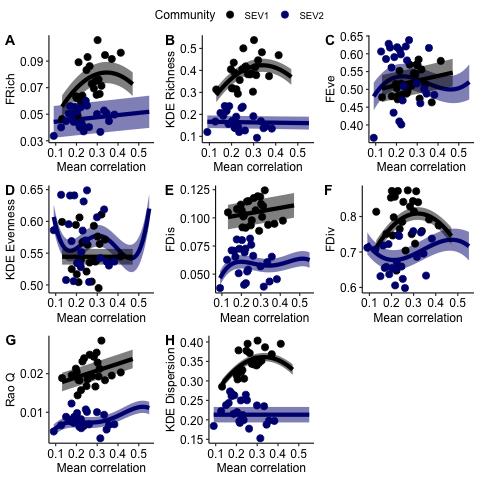 Community SEV1 SEV2
A
FRich
0.09
0.07
0.05
0.03
0.1 0.2 0.3 0.4 0.5
Mean correlation
B
KDE Richness
0.5
0.4
0.3
0.2
0.1
0.1 0.2 0.3 0.4 0.5
Mean correlation
C
FEve
0.65
0.60
0.55
0.50
0.45
0.40
0.1 0.2 0.3 0.4 0.5
Mean correlation
D
KDE Evenness
0.65
0.60
0.55
0.50
0.1 0.2 0.3 0.4 0.5
Mean correlation
E
FDis
0.125
0.100
0.075
0.050
0.1 0.2 0.3 0.4 0.5
Mean correlation
F
FDiv
0.8
0.7
0.6
0.1 0.2 0.3 0.4 0.5
Mean correlation
G
Rao Q
0.02
0.01
0.1 0.2 0.3 0.4 0.5
Mean correlation
H
KDE Dispersion
0.40
0.35
0.30
0.25
0.20
0.15
0.1 0.2 0.3 0.4 0.5
Mean correlation